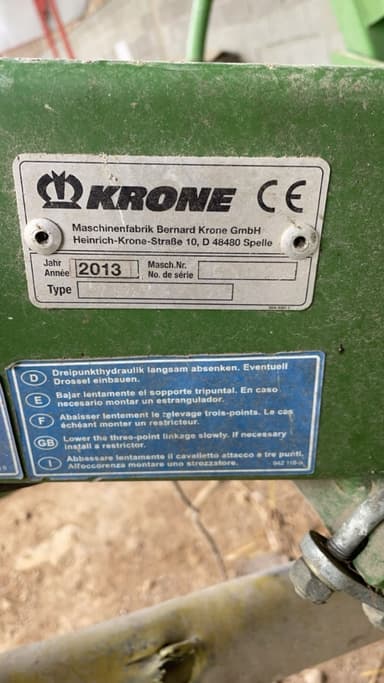 KRONE CE
Maschinenfabrik Bernard Krone GmbH
Heinrich-Krone-Straße 10, D 48480 Spelle
Jahr Masch.Nr.
Année 2013 No. de série
Type
D Dreipunkthydraulik langsam absenken. Eventuell
Drossel einbauen.
E Bajar lentamente el sopporte tripuntal. En caso
necesario montar un estrangulador.
F Abaisser lentement le relevage trois-points. Le cas
échéant monter un restricteur.
GB Lower the three-point linkage slowly. If necessary
install a restrictor.
I Abbassare lentamente il cavalletto attacco a tre punti.
All'occorenza montare uno strozzatore.